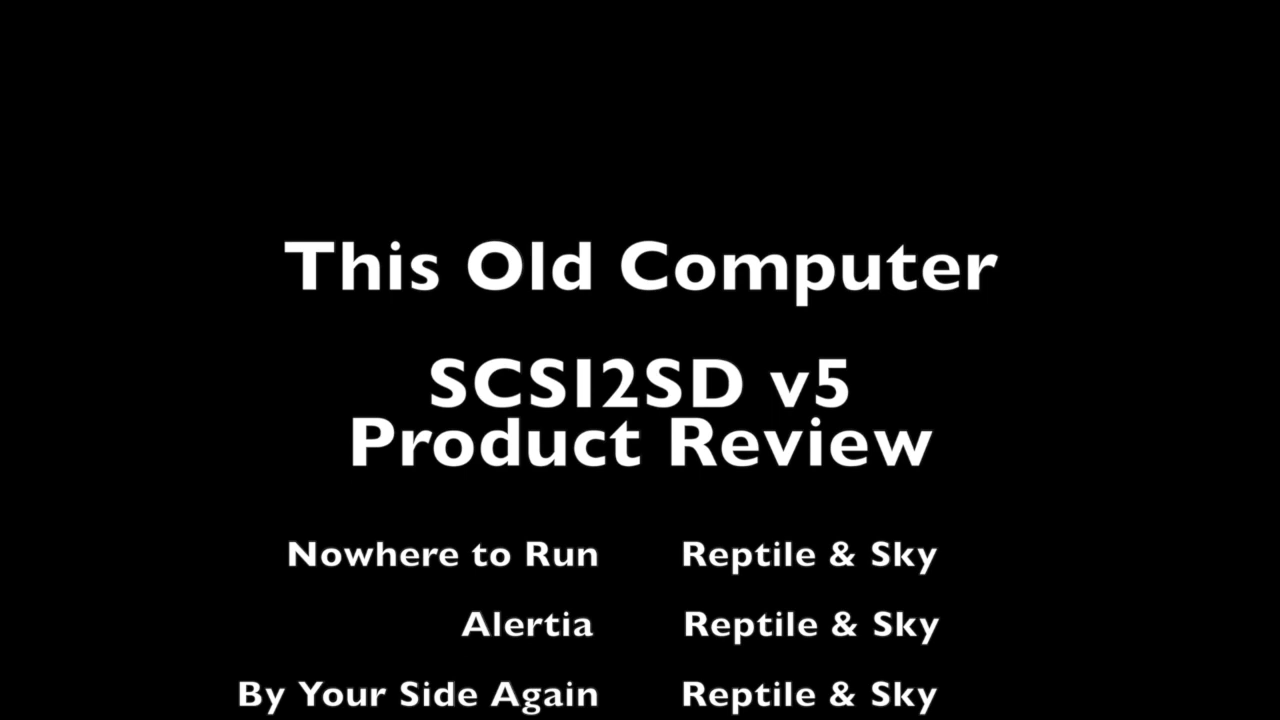 This Old Computer
SCSI2SD v5
Product Review
Nowhere to Run Reptile & Sky
Alertia Reptile & Sky
By Your Side Again Reptile & Sky